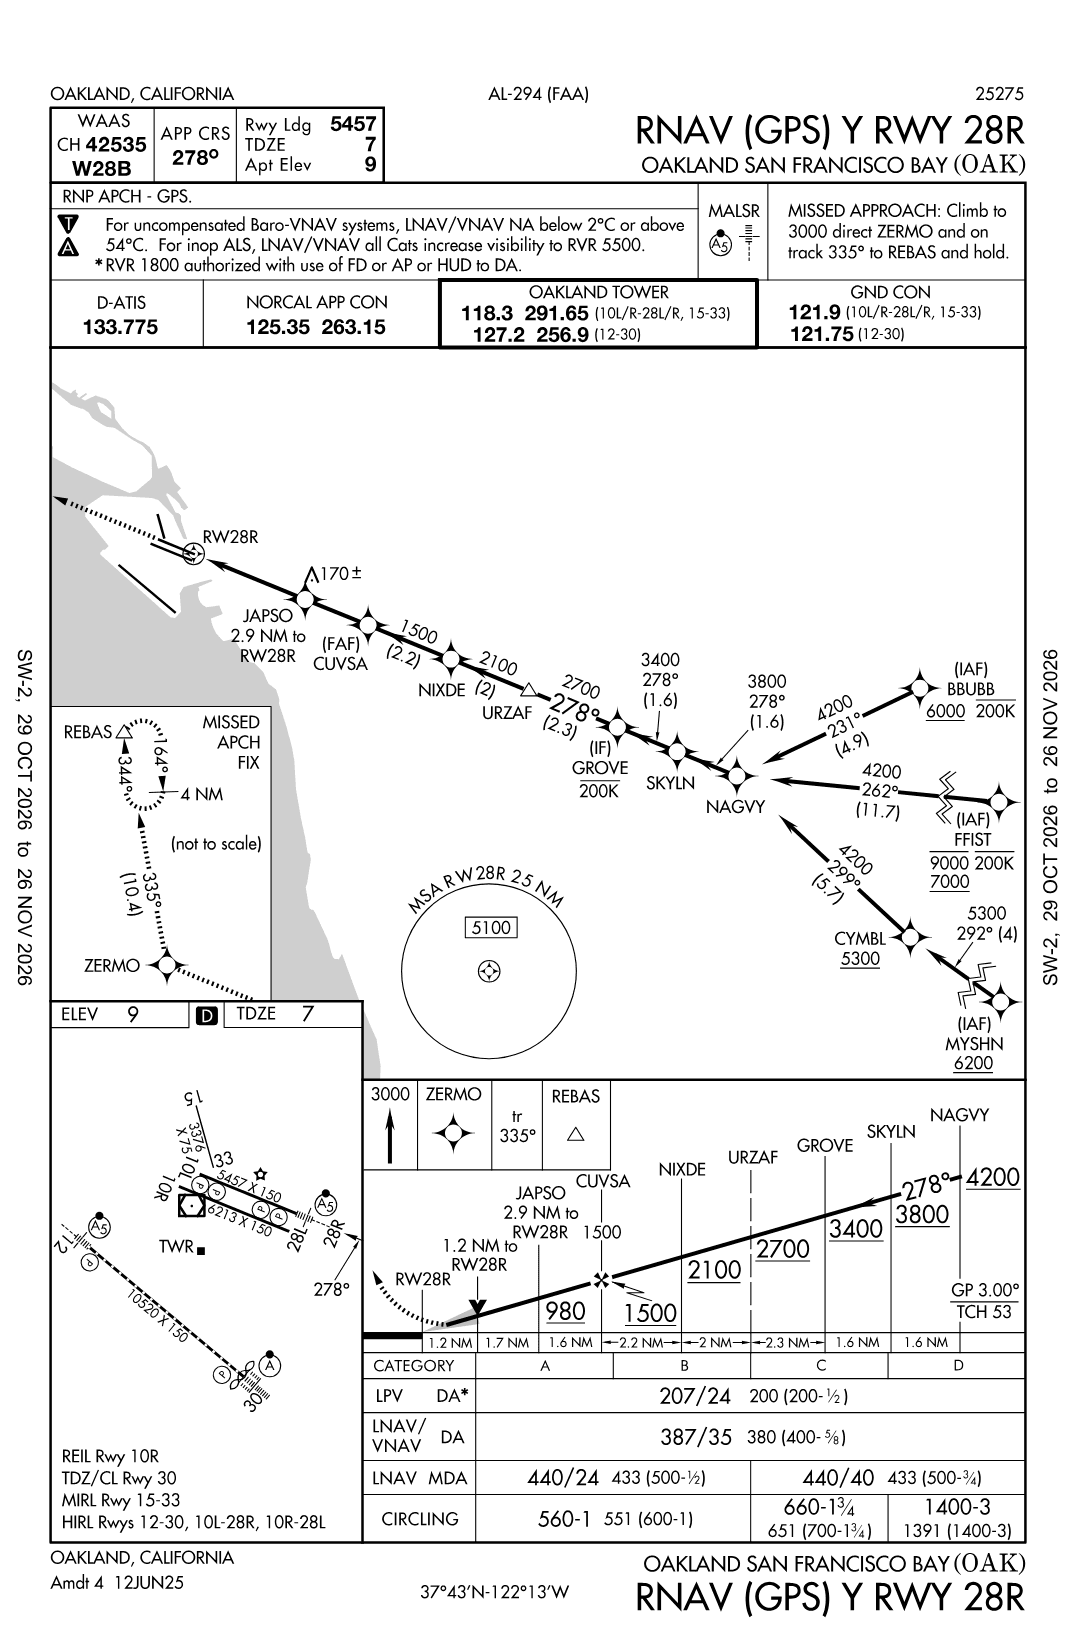 OAKLAND, CALIFORNIA
AL-294 (FAA)
25275
WAAS
CH 42535
W28B
APP CRS
278°
Rwy Ldg 5457
TDZE 7
Apt Elev 9
RNAV (GPS) Y RWY 28R
OAKLAND SAN FRANCISCO BAY (OAK)
RNP APCH - GPS.
T
A
For uncompensated Baro-VNAV systems, LNAV/VNAV NA below 2°C or above
54°C. For inop ALS, LNAV/VNAV all Cats increase visibility to RVR 5500.
*RVR 1800 authorized with use of FD or AP or HUD to DA.
MALSR
A5
MISSED APPROACH: Climb to
3000 direct ZERMO and on
track 335° to REBAS and hold.
D-ATIS
133.775
NORCAL APP CON
125.35 263.15
OAKLAND TOWER
118.3 291.65 (10L/R-28L/R, 15-33)
127.2 256.9 (12-30)
GND CON
121.9 (10L/R-28L/R, 15-33)
121.75 (12-30)
RW28R
170±
JAPSO
2.9 NM to
RW28R
(FAF)
CUVSA
1500
(2.2)
NIXDE
2100
(2)
URZAF
2700
278°
(2.3)
(IF)
GROVE
200K
3400
278°
(1.6)
SKYLN
3800
278°
(1.6)
NAGVY
4200
231°
(4.9)
(IAF)
BBUBB
6000 200K
4200
262°
(11.7)
(IAF)
FFIST
9000 200K
7000
4200
299°
(5.7)
CYMBL
5300
5300
292° (4)
(IAF)
MYSHN
6200
MISSED
APCH
FIX
REBAS
344°
164°
4 NM
(not to scale)
335°
(10.4)
ZERMO
MSA RW28R 25 NM
5100
SW-2, 29 OCT 2026 to 26 NOV 2026
SW-2, 29 OCT 2026 to 26 NOV 2026
ELEV 9
D
TDZE 7
15
3376 X 75
33
10L
10R
5457 X 150
6213 X 150
P
P
P
P
A5
28L
28R
278°
TWR
A5
12
P
10520 X 150
P
A
30
REIL Rwy 10R
TDZ/CL Rwy 30
MIRL Rwy 15-33
HIRL Rwys 12-30, 10L-28R, 10R-28L
3000
ZERMO
tr
335°
REBAS
RW28R
1.2 NM to
RW28R
JAPSO
2.9 NM to
RW28R
CUVSA
1500
NIXDE
URZAF
GROVE
SKYLN
NAGVY
278°
4200
3800
3400
2700
2100
1500
980
GP 3.00°
TCH 53
1.2 NM
1.7 NM
1.6 NM
2.2 NM
2 NM
2.3 NM
1.6 NM
1.6 NM
CATEGORY A B C D
LPV DA* 207/24 200 (200-½)
LNAV/
VNAV DA 387/35 380 (400-⅝)
LNAV MDA 440/24 433 (500-½) 440/40 433 (500-¾)
CIRCLING 560-1 551 (600-1)
660-1¾
651 (700-1¾)
1400-3
1391 (1400-3)
OAKLAND, CALIFORNIA
Amdt 4 12JUN25
37°43'N-122°13'W
OAKLAND SAN FRANCISCO BAY (OAK)
RNAV (GPS) Y RWY 28R